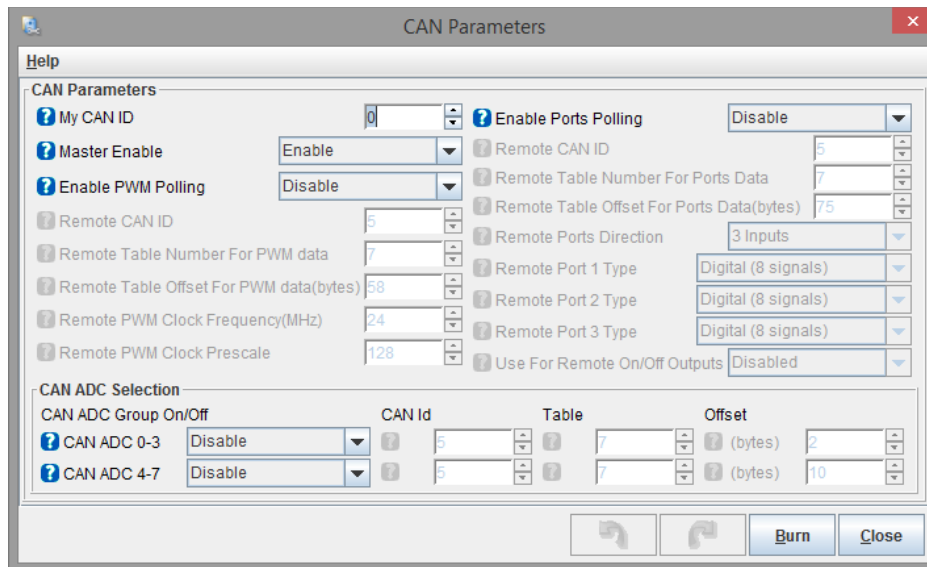 CAN Parameters
Help
CAN Parameters
My CAN ID 0
Master Enable Enable
Enable PWM Polling Disable
Remote CAN ID 5
Remote Table Number For PWM data 7
Remote Table Offset For PWM data(bytes) 58
Remote PWM Clock Frequency(MHz) 24
Remote PWM Clock Prescale 128
Enable Ports Polling Disable
Remote CAN ID 5
Remote Table Number For Ports Data 7
Remote Table Offset For Ports Data(bytes) 75
Remote Ports Direction 3 Inputs
Remote Port 1 Type Digital (8 signals)
Remote Port 2 Type Digital (8 signals)
Remote Port 3 Type Digital (8 signals)
Use For Remote On/Off Outputs Disabled
CAN ADC Selection
CAN ADC Group On/Off CAN Id Table Offset
CAN ADC 0-3 Disable 5 7 (bytes) 2
CAN ADC 4-7 Disable 5 7 (bytes) 10
Burn Close